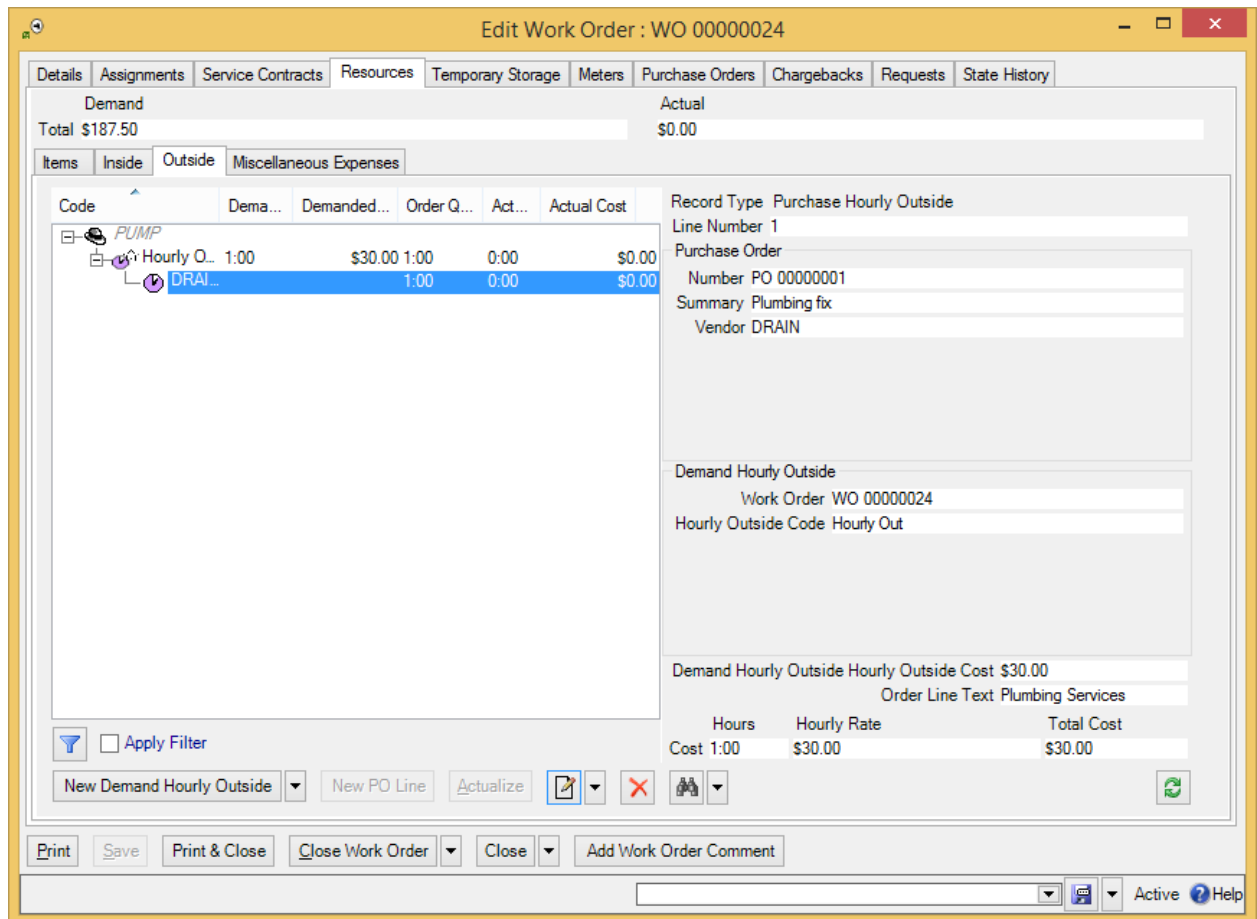 Edit Work Order : WO 00000024
Details Assignments Service Contracts Resources Temporary Storage Meters Purchase Orders Chargebacks Requests State History
Demand Actual
Total $187.50 $0.00
Items Inside Outside Miscellaneous Expenses
Code Dema... Demanded... Order Q... Act... Actual Cost
PUMP
Hourly O... 1:00 $30.00 1:00 0:00 $0.00
DRAI... 1:00 0:00 $0.00
Record Type Purchase Hourly Outside
Line Number 1
Purchase Order
Number PO 00000001
Summary Plumbing fix
Vendor DRAIN
Demand Hourly Outside
Work Order WO 00000024
Hourly Outside Code Hourly Out
Demand Hourly Outside Hourly Outside Cost $30.00
Order Line Text Plumbing Services
Hours Hourly Rate Total Cost
Cost 1:00 $30.00 $30.00
Apply Filter
New Demand Hourly Outside New PO Line Actualize
Print Save Print & Close Close Work Order Close Add Work Order Comment
Active Help